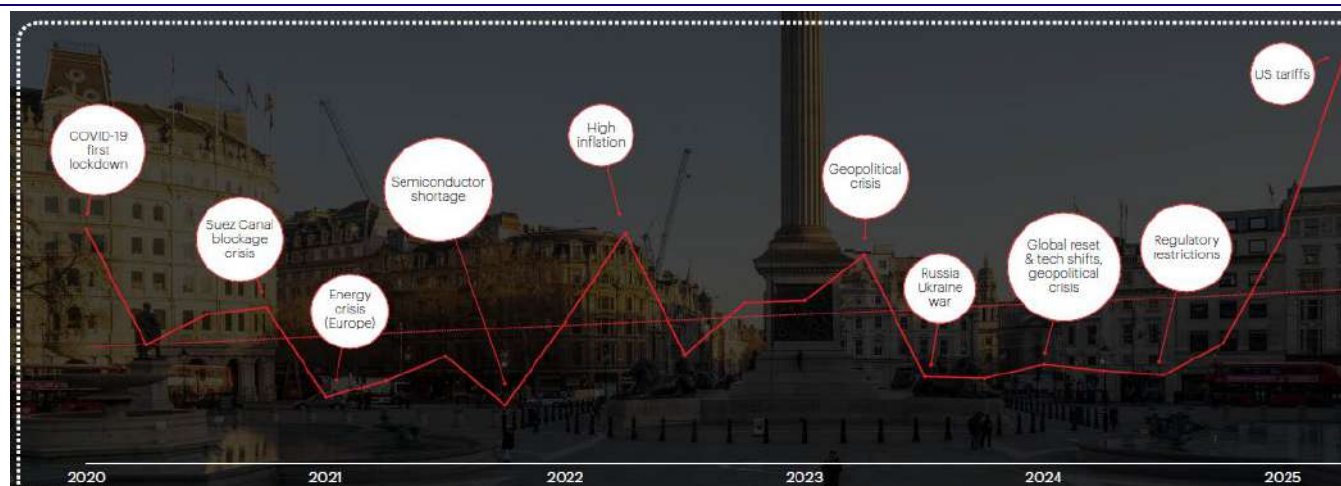 COVID-19
first
lockdown
Suez Canal
blockage
crisis
Energy
crisis
(Europe)
Semiconductor
shortage
High
inflation
Geopolitical
crisis
Russia
Ukraine
war
Global reset
& tech shifts,
geopolitical
crisis
Regulatory
restrictions
US tariffs
2020
2021
2022
2023
2024
2025